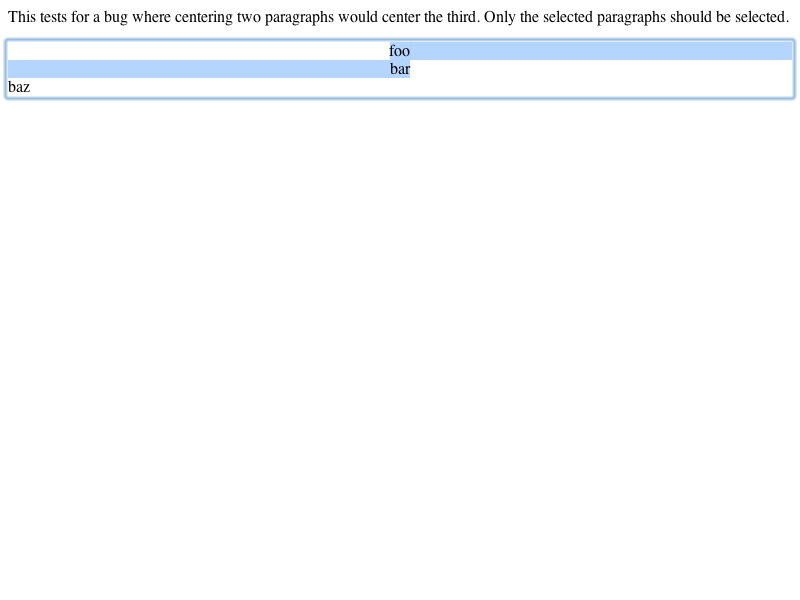 This tests for a bug where centering two paragraphs would center the third. Only the selected paragraphs should be selected.
foo
bar
baz